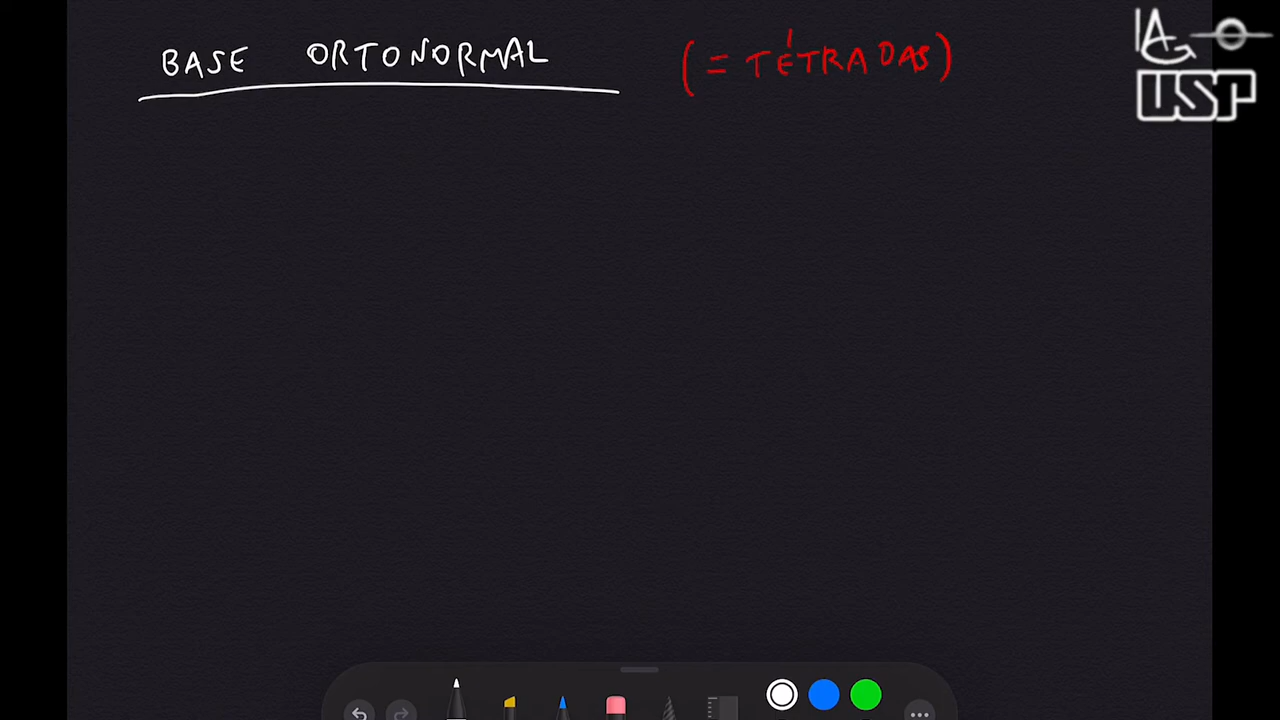 BASE ORTONORMAL (= TÉTRADAS)
IAG
USP